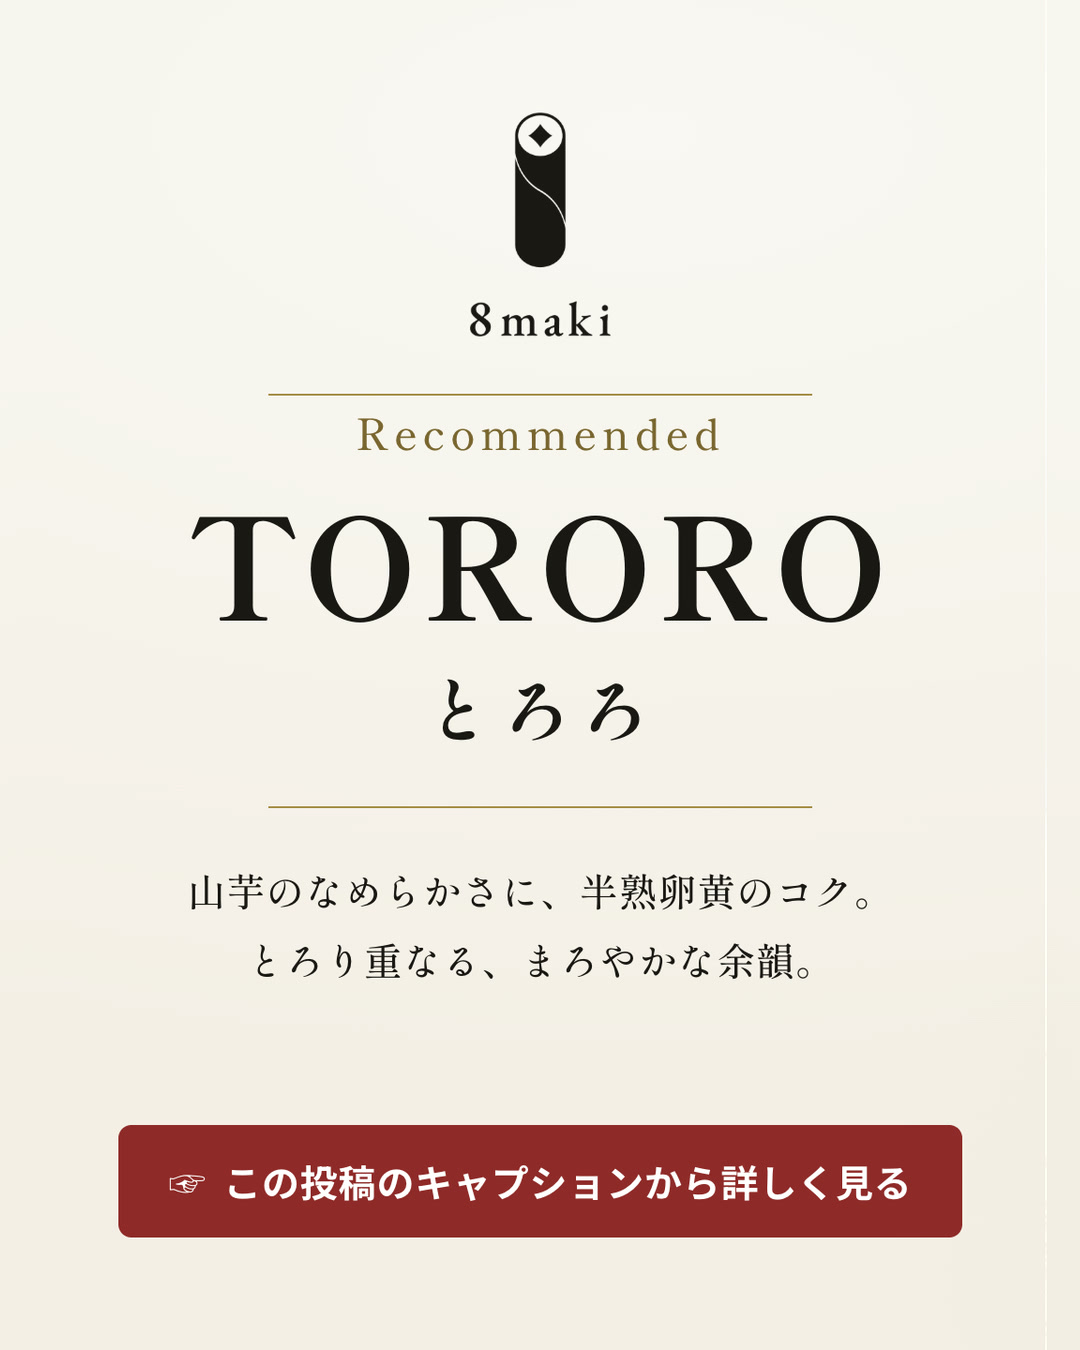 8maki
Recommended
TORORO
とろろ
山芋のなめらかさに、半熟卵黄のコク。
とろり重なる、まろやかな余韻。
☞ この投稿のキャプションから詳しく見る